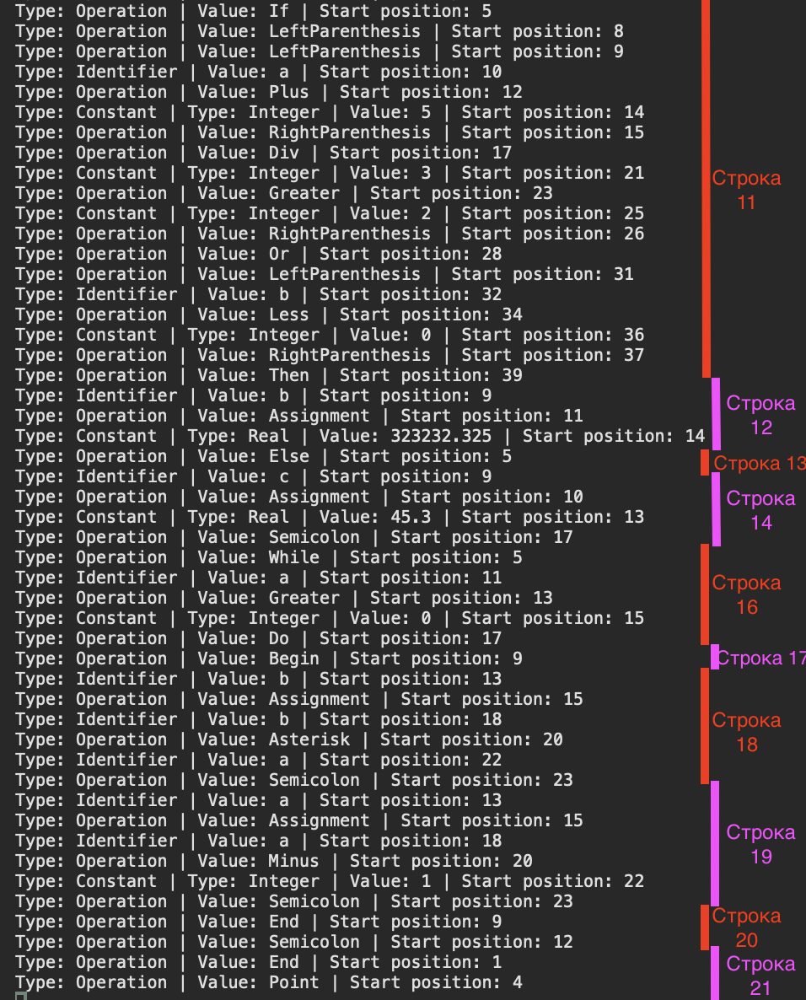 Type: Operation | Value: If | Start position: 5
Type: Operation | Value: LeftParenthesis | Start position: 8
Type: Operation | Value: LeftParenthesis | Start position: 9
Type: Identifier | Value: a | Start position: 10
Type: Operation | Value: Plus | Start position: 12
Type: Constant | Type: Integer | Value: 5 | Start position: 14
Type: Operation | Value: RightParenthesis | Start position: 15
Type: Operation | Value: Div | Start position: 17
Type: Constant | Type: Integer | Value: 3 | Start position: 21
Type: Operation | Value: Greater | Start position: 23
Type: Constant | Type: Integer | Value: 2 | Start position: 25
Type: Operation | Value: RightParenthesis | Start position: 26
Type: Operation | Value: Or | Start position: 28
Type: Operation | Value: LeftParenthesis | Start position: 31
Type: Identifier | Value: b | Start position: 32
Type: Operation | Value: Less | Start position: 34
Type: Constant | Type: Integer | Value: 0 | Start position: 36
Type: Operation | Value: RightParenthesis | Start position: 37
Type: Operation | Value: Then | Start position: 39
Строка
11
Type: Identifier | Value: b | Start position: 9
Type: Operation | Value: Assignment | Start position: 11
Type: Constant | Type: Real | Value: 323232.325 | Start position: 14
Строка
12
Type: Operation | Value: Else | Start position: 5
Строка 13
Type: Identifier | Value: c | Start position: 9
Type: Operation | Value: Assignment | Start position: 10
Type: Constant | Type: Real | Value: 45.3 | Start position: 13
Type: Operation | Value: Semicolon | Start position: 17
Строка
14
Type: Operation | Value: While | Start position: 5
Type: Identifier | Value: a | Start position: 11
Type: Operation | Value: Greater | Start position: 13
Type: Constant | Type: Integer | Value: 0 | Start position: 15
Type: Operation | Value: Do | Start position: 17
Строка
16
Type: Operation | Value: Begin | Start position: 9
Строка 17
Type: Identifier | Value: b | Start position: 13
Type: Operation | Value: Assignment | Start position: 15
Type: Identifier | Value: b | Start position: 18
Type: Operation | Value: Asterisk | Start position: 20
Type: Identifier | Value: a | Start position: 22
Type: Operation | Value: Semicolon | Start position: 23
Строка
18
Type: Identifier | Value: a | Start position: 13
Type: Operation | Value: Assignment | Start position: 15
Type: Identifier | Value: a | Start position: 18
Type: Operation | Value: Minus | Start position: 20
Type: Constant | Type: Integer | Value: 1 | Start position: 22
Type: Operation | Value: Semicolon | Start position: 23
Строка
19
Type: Operation | Value: End | Start position: 9
Type: Operation | Value: Semicolon | Start position: 12
Строка
20
Type: Operation | Value: End | Start position: 1
Type: Operation | Value: Point | Start position: 4
Строка
21